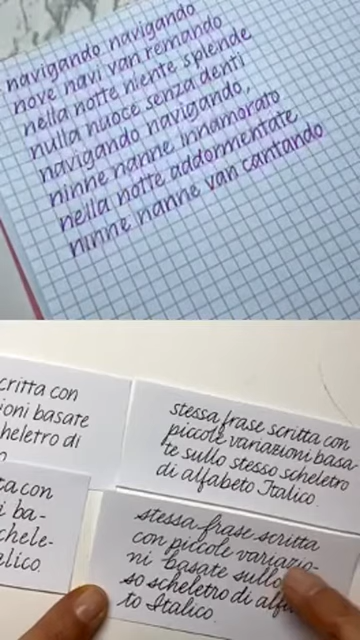 navigando navigando
nove navi van remando
nella notte niente splende
nulla nuoce senza denti
navigando navigando,
ninne nanne innamorato
nella notte addormentate
ninne nanne van cantando
critta con
ioni basate
heletro di
stessa frase scritta con
piccole variazioni basa-
te sullo stesso scheletro
di alfabeto Italico.
ta con
i ba-
chele-
lico.
stessa frase scritta
con piccole variazio-
ni basate sullo
so scheletro di alf
to Italico.